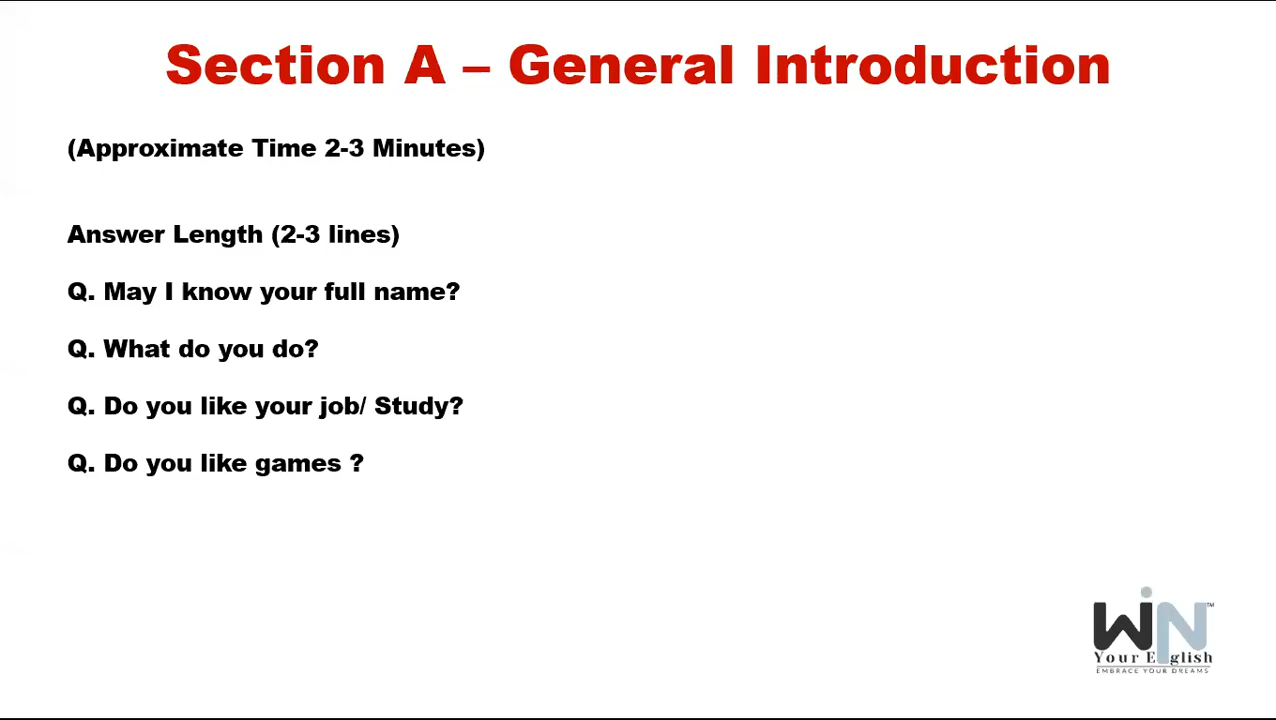 Section A – General Introduction
(Approximate Time 2-3 Minutes)
Answer Length (2-3 lines)
Q. May I know your full name?
Q. What do you do?
Q. Do you like your job/ Study?
Q. Do you like games ?
WiN™
Your English
EMBRACE YOUR DREAMS